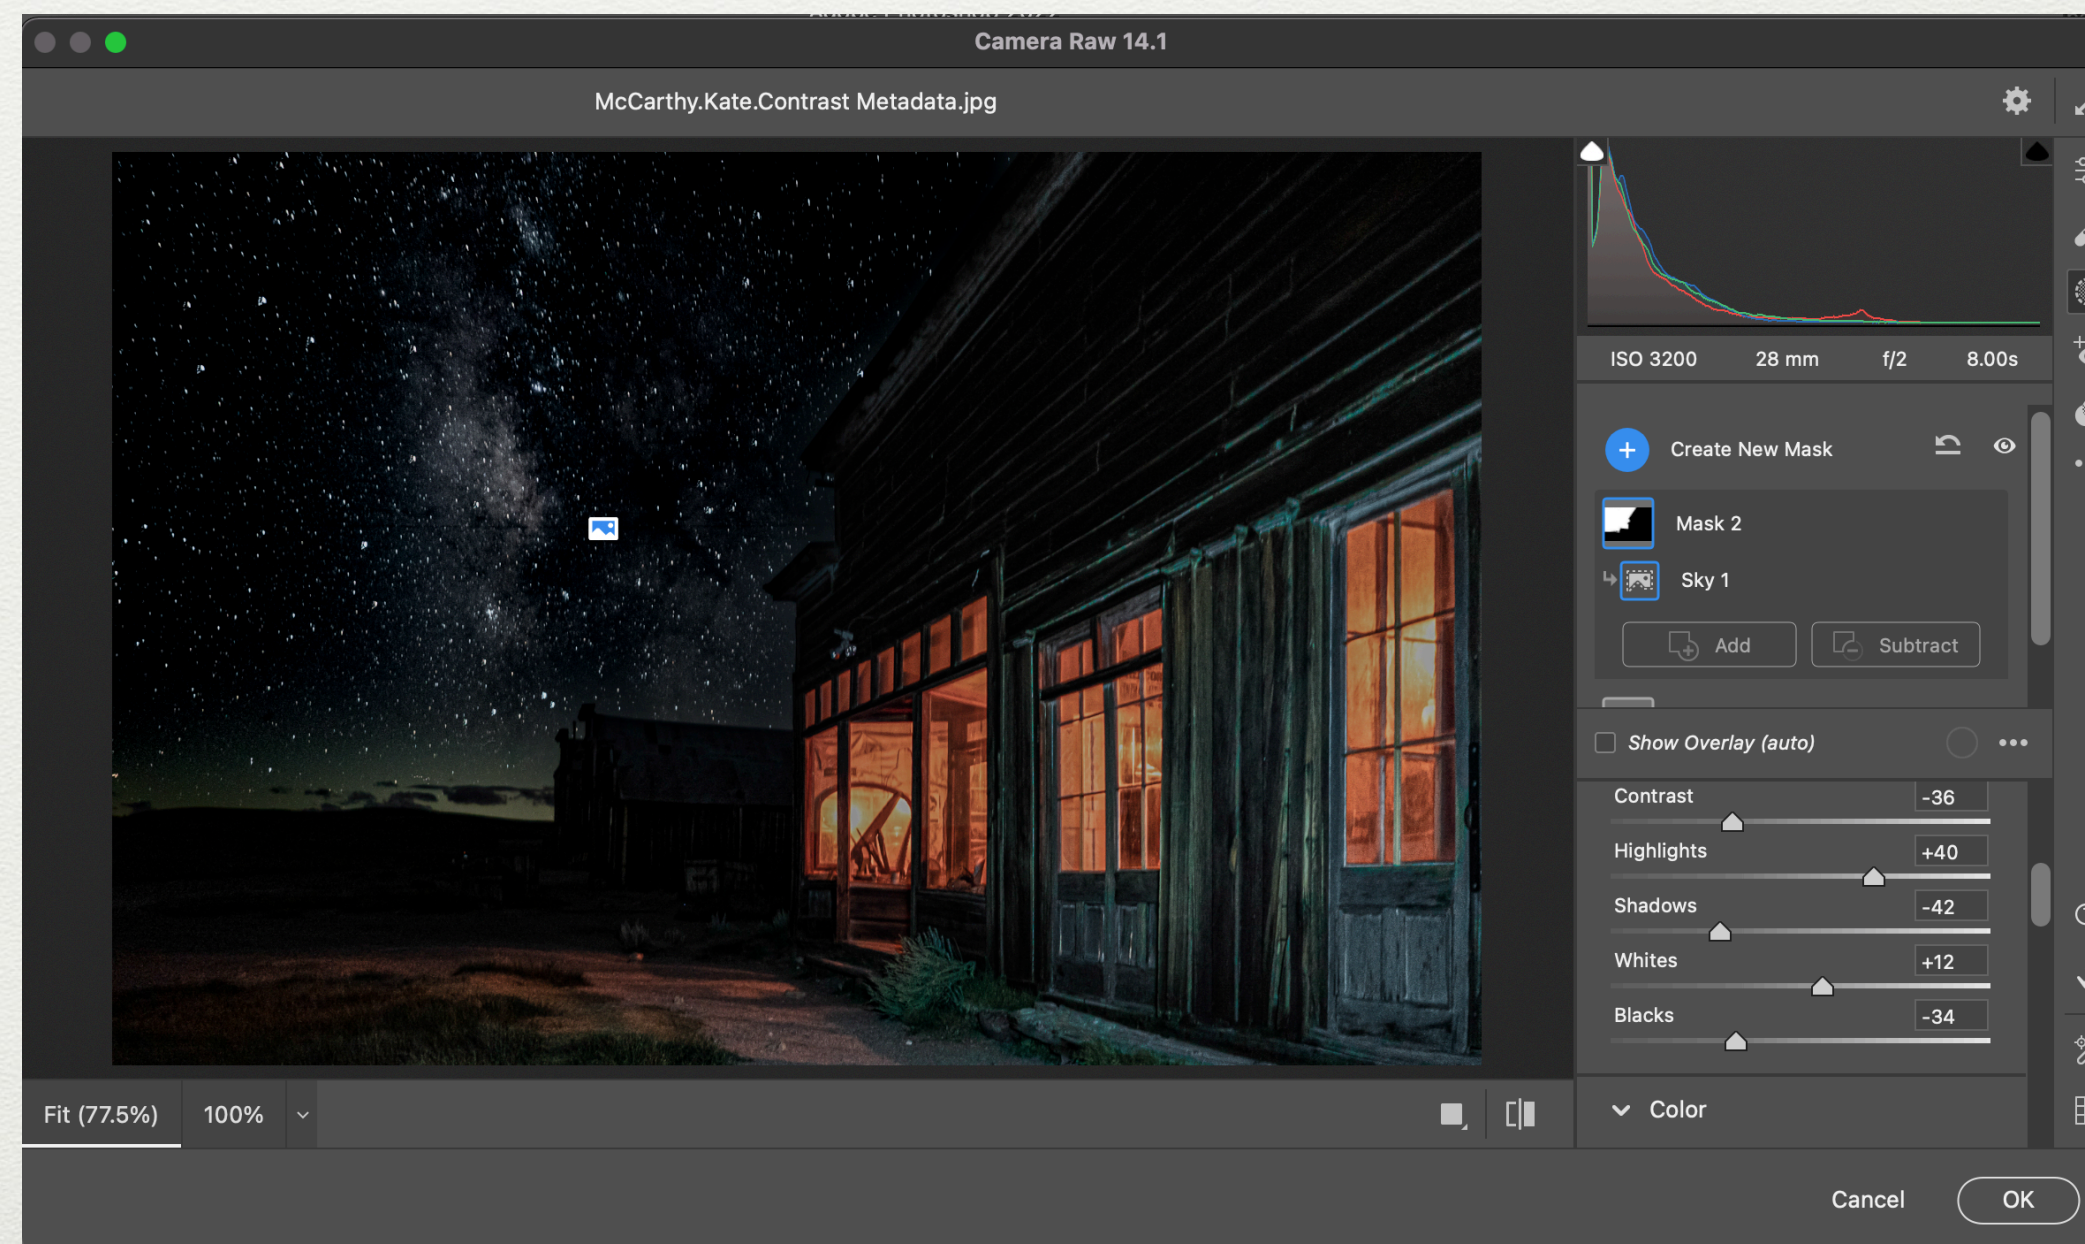 Camera Raw 14.1
McCarthy.Kate.Contrast Metadata.jpg
ISO 3200 28 mm f/2 8.00s
Create New Mask
Mask 2
Sky 1
Add Subtract
Show Overlay (auto)
Contrast -36
Highlights +40
Shadows -42
Whites +12
Blacks -34
Color
Fit (77.5%) 100%
Cancel OK